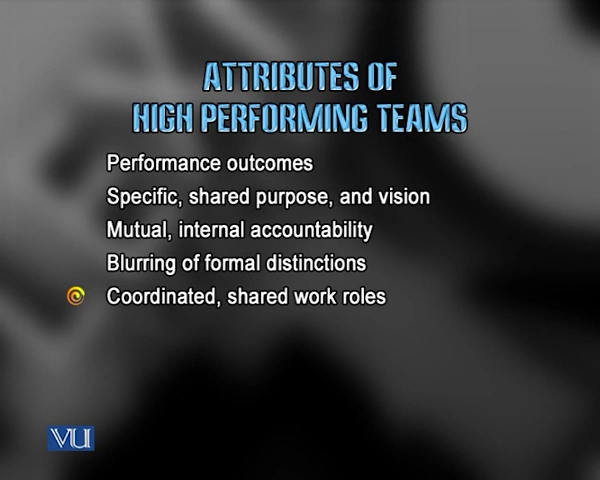 ATTRIBUTES OF
HIGH PERFORMING TEAMS
Performance outcomes
Specific, shared purpose, and vision
Mutual, internal accountability
Blurring of formal distinctions
Coordinated, shared work roles
VU